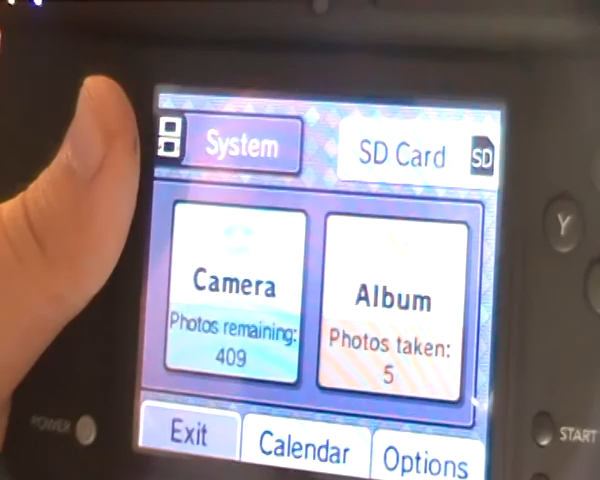 System
SD Card
SD
Camera
Photos remaining:
409
Album
Photos taken:
5
Y
POWER
START
Exit
Calendar
Options